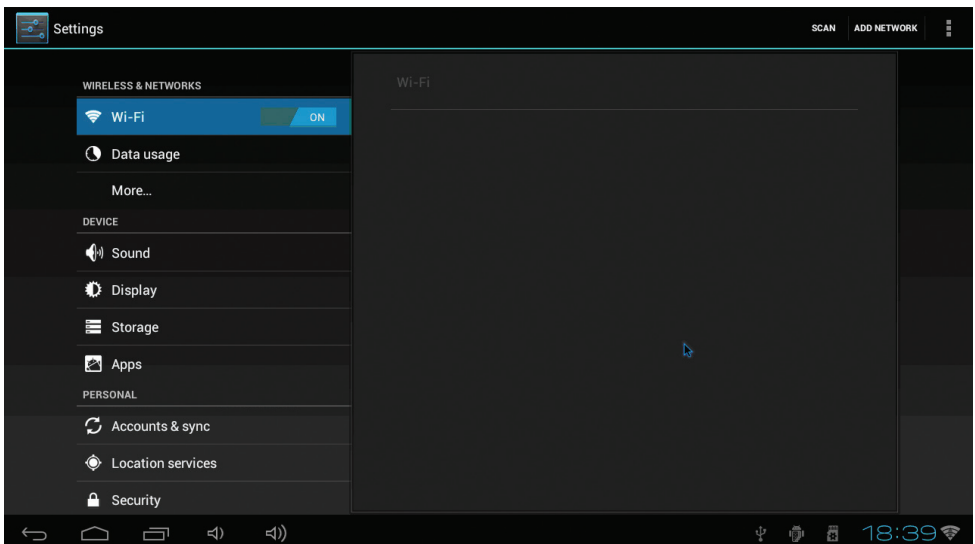 Settings
SCAN
ADD NETWORK
WIRELESS & NETWORKS
Wi-Fi
ON
Data usage
More...
DEVICE
Sound
Display
Storage
Apps
PERSONAL
Accounts & sync
Location services
Security
Wi-Fi
18:39